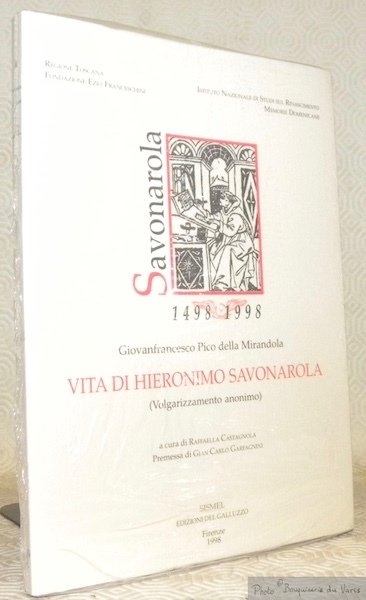 REGIONE TOSCANA
FONDAZIONE EZIO FRANCESCHINI
ISTITUTO NAZIONALE DI STUDI SUL RINASCIMENTO
MEMORIE DOMENICANE
Savonarola
1498 1998
Giovanfrancesco Pico della Mirandola
VITA DI HIERONIMO SAVONAROLA
(Volgarizzamento anonimo)
a cura di RAFFAELLA CASTAGNOLA
Premessa di GIAN CARLO GARFAGNINI
SISMEL
EDIZIONI DEL GALLUZZO
Firenze
1998
Photo © Bouquinerie du Varis